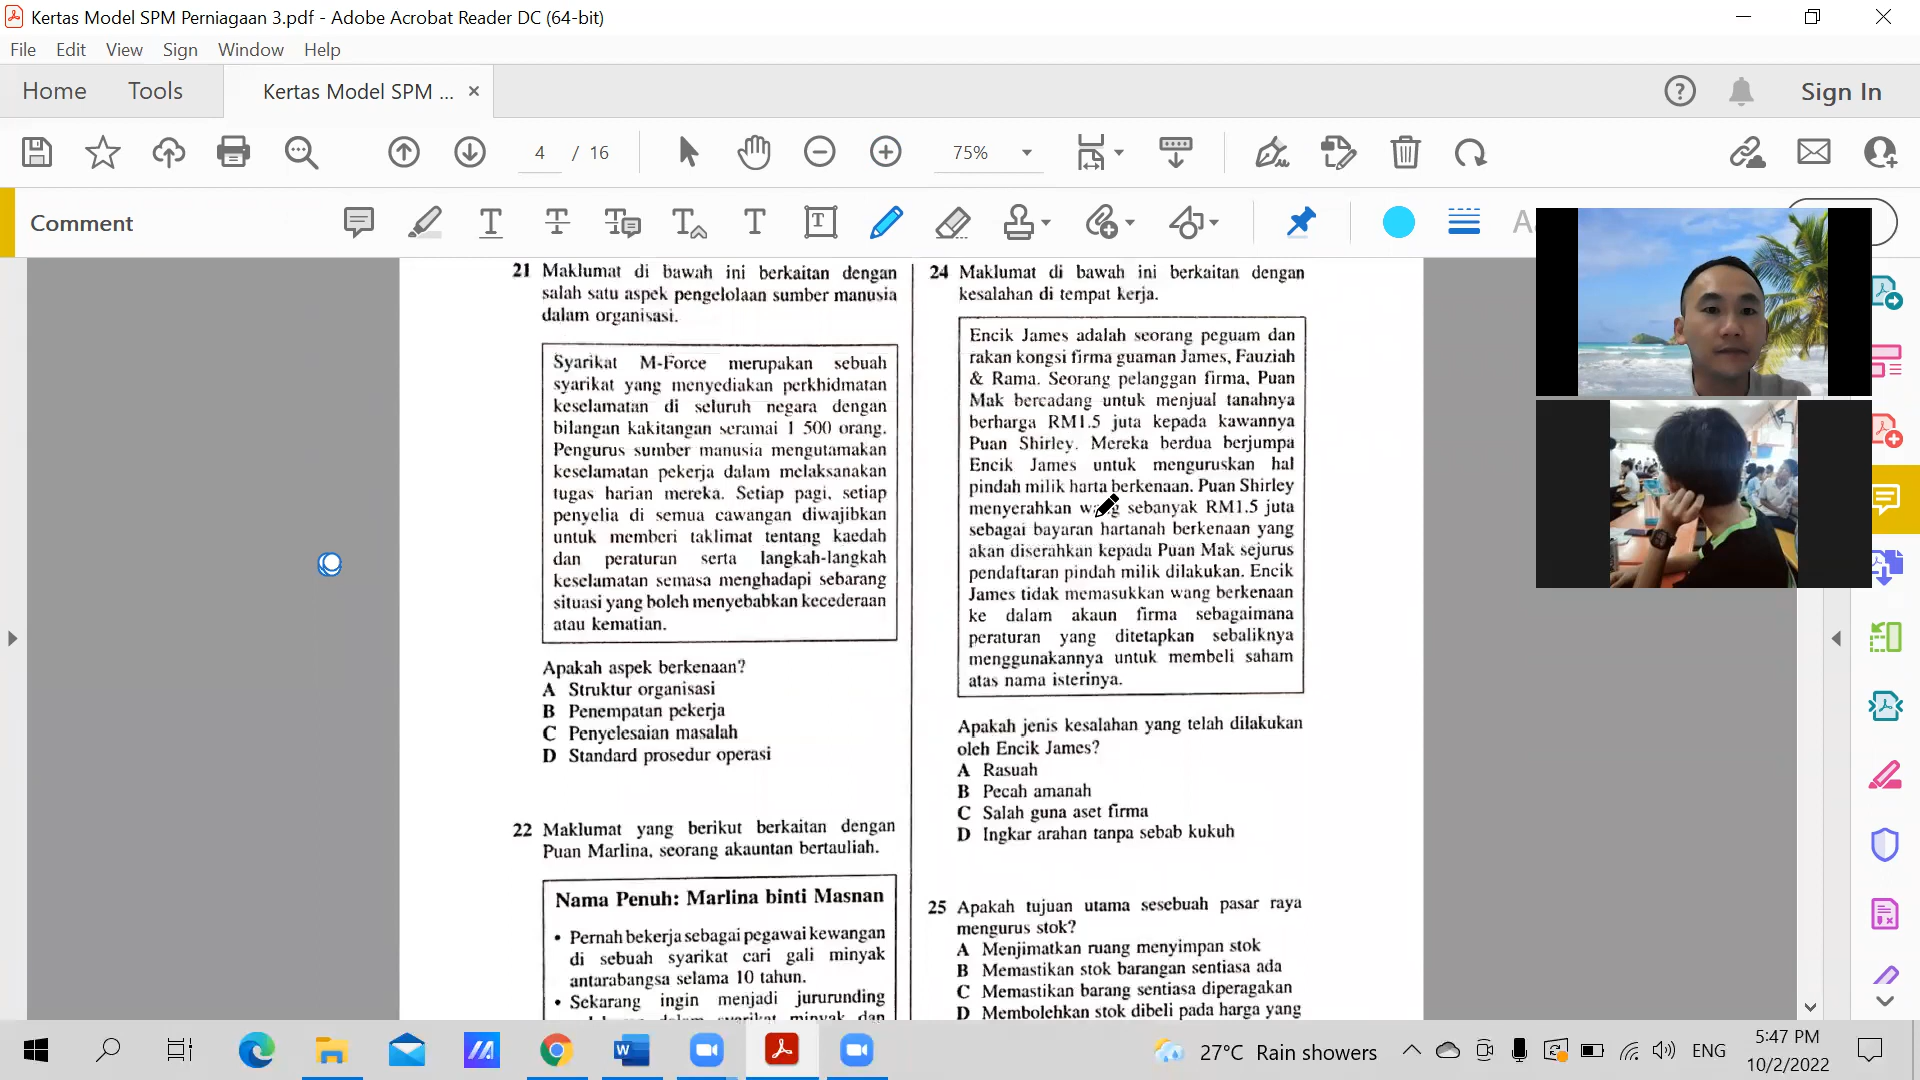 Kertas Model SPM Perniagaan 3.pdf - Adobe Acrobat Reader DC (64-bit)
File Edit View Sign Window Help
Home Tools Kertas Model SPM ... × Sign In
4 / 16 75%
Comment
21 Maklumat di bawah ini berkaitan dengan
salah satu aspek pengelolaan sumber manusia
dalam organisasi.
Syarikat M-Force merupakan sebuah
syarikat yang menyediakan perkhidmatan
keselamatan di seluruh negara dengan
bilangan kakitangan seramai 1 500 orang.
Pengurus sumber manusia mengutamakan
keselamatan pekerja dalam melaksanakan
tugas harian mereka. Setiap pagi, setiap
penyelia di semua cawangan diwajibkan
untuk memberi taklimat tentang kaedah
dan peraturan serta langkah-langkah
keselamatan semasa menghadapi sebarang
situasi yang boleh menyebabkan kecederaan
atau kematian.
Apakah aspek berkenaan?
A Struktur organisasi
B Penempatan pekerja
C Penyelesaian masalah
D Standard prosedur operasi
22 Maklumat yang berikut berkaitan dengan
Puan Marlina, seorang akauntan bertauliah.
Nama Penuh: Marlina binti Masnan
• Pernah bekerja sebagai pegawai kewangan
di sebuah syarikat cari gali minyak
antarabangsa selama 10 tahun.
• Sekarang ingin menjadi jururunding
dalam syarikat minyak dan
24 Maklumat di bawah ini berkaitan dengan
kesalahan di tempat kerja.
Encik James adalah seorang peguam dan
rakan kongsi firma guaman James, Fauziah
& Rama. Seorang pelanggan firma, Puan
Mak bercadang untuk menjual tanahnya
berharga RM1.5 juta kepada kawannya
Puan Shirley. Mereka berdua berjumpa
Encik James untuk menguruskan hal
pindah milik harta berkenaan. Puan Shirley
menyerahkan wang sebanyak RM1.5 juta
sebagai bayaran hartanah berkenaan yang
akan diserahkan kepada Puan Mak sejurus
pendaftaran pindah milik dilakukan. Encik
James tidak memasukkan wang berkenaan
ke dalam akaun firma sebagaimana
peraturan yang ditetapkan sebaliknya
menggunakannya untuk membeli saham
atas nama isterinya.
Apakah jenis kesalahan yang telah dilakukan
oleh Encik James?
A Rasuah
B Pecah amanah
C Salah guna aset firma
D Ingkar arahan tanpa sebab kukuh
25 Apakah tujuan utama sesebuah pasar raya
mengurus stok?
A Menjimatkan ruang menyimpan stok
B Memastikan stok barangan sentiasa ada
C Memastikan barang sentiasa diperagakan
D Membolehkan stok dibeli pada harga yang
27°C Rain showers
ENG
5:47 PM
10/2/2022